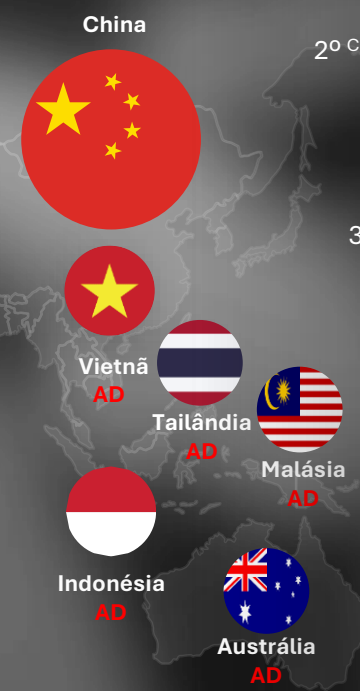 China
2º C
3
Vietnã
AD
Tailândia
AD
Malásia
AD
Indonésia
AD
Austrália
AD